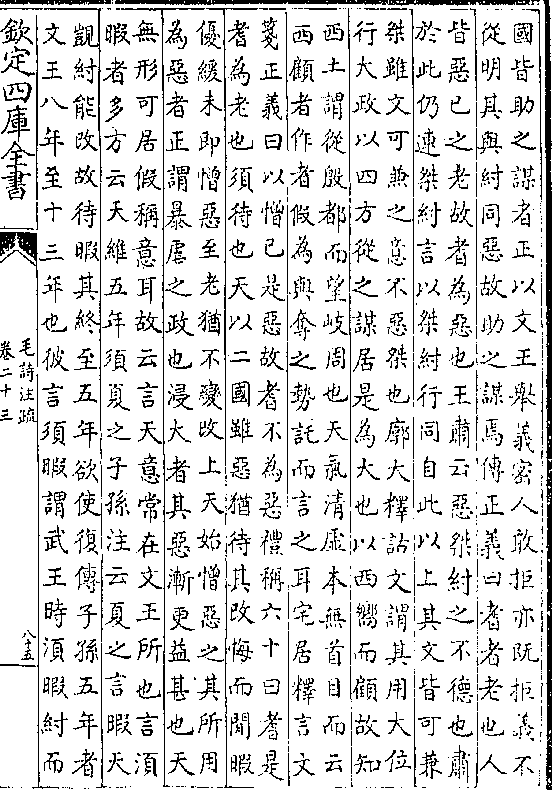 國皆助之謀者正以文王舉義密人敢拒亦既拒義不
從明其與紂同惡故助之謀焉傳正義曰耆者老也人
皆惡已之老故耆為惡也王肅云惡桀紂之不德也肅
於此仍連桀紂言以桀紂行同自此以上其文皆可兼
桀雖文可兼之意不惡桀也廓大釋詁文謂其用大位
行大政以四方從之謀居是為大也以西嚮而顧故知
西土謂從殷都而望岐周也天氣清虛本無首目而云
西顧者作者假為與奪之勢託而言之耳宅居釋言文
箋正義曰以憎已是惡故耆不為惡禮稱六十曰耆是
耆為老也須待也天以二國雖惡猶待其改悔而閒暇
優緩未即憎惡至老猶不變改上天始憎惡之其所用
為惡者正謂暴虐之政也浸大者其惡漸更益甚也天
無形可居假稱意耳故云言天意常在文王所也言須
暇者多方云天維五年須夏之子孫注云夏之言暇天
覬紂能改故待暇其終至五年欲使復傳子孫五年者
文王八年至十三年也彼言須暇謂武王時須暇紂而
欽定四庫全書
毛詩注疏
卷二十三
八十五